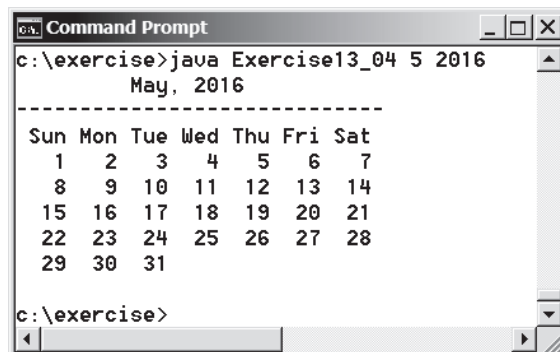 Command Prompt
c:\exercise>java Exercise13_04 5 2016
May, 2016
-----------------------------
Sun Mon Tue Wed Thu Fri Sat
1 2 3 4 5 6 7
8 9 10 11 12 13 14
15 16 17 18 19 20 21
22 23 24 25 26 27 28
29 30 31
c:\exercise>